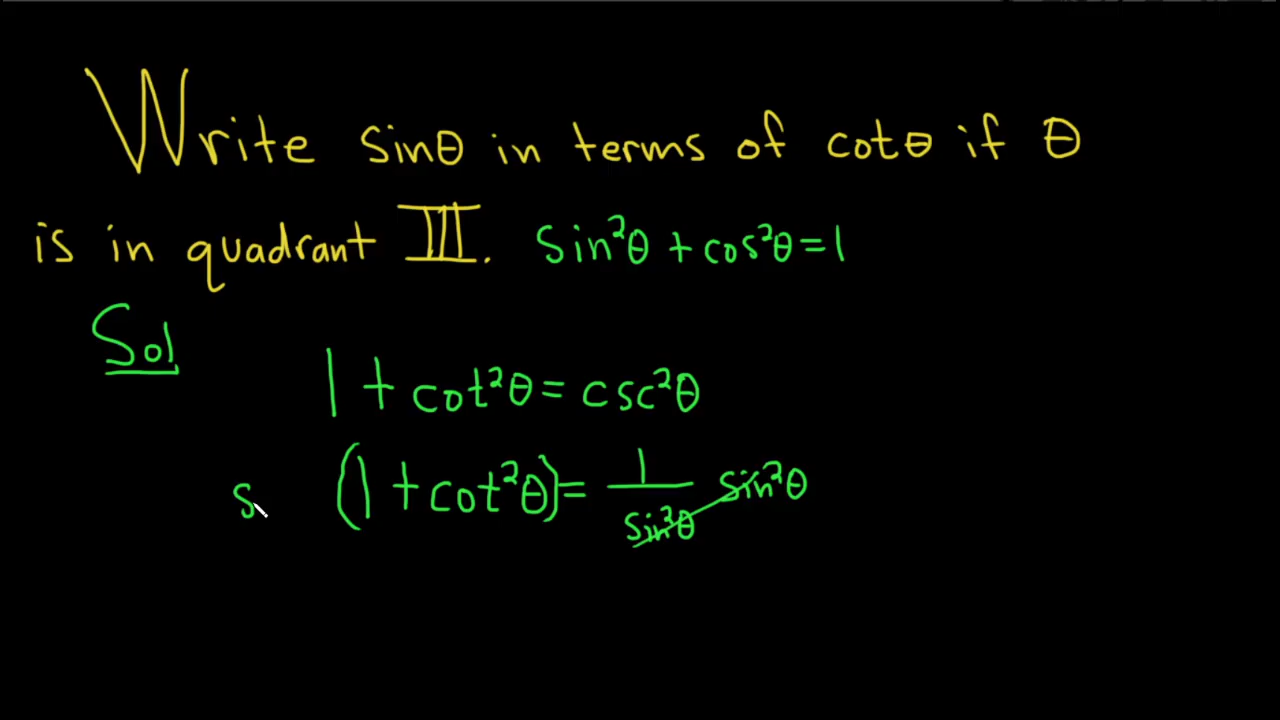 Write sinθ in terms of cotθ if θ
is in quadrant III. sin²θ + cos²θ = 1
Sol
1 + cot²θ = csc²θ
s (1 + cot²θ) = 1/sin²θ sin²θ